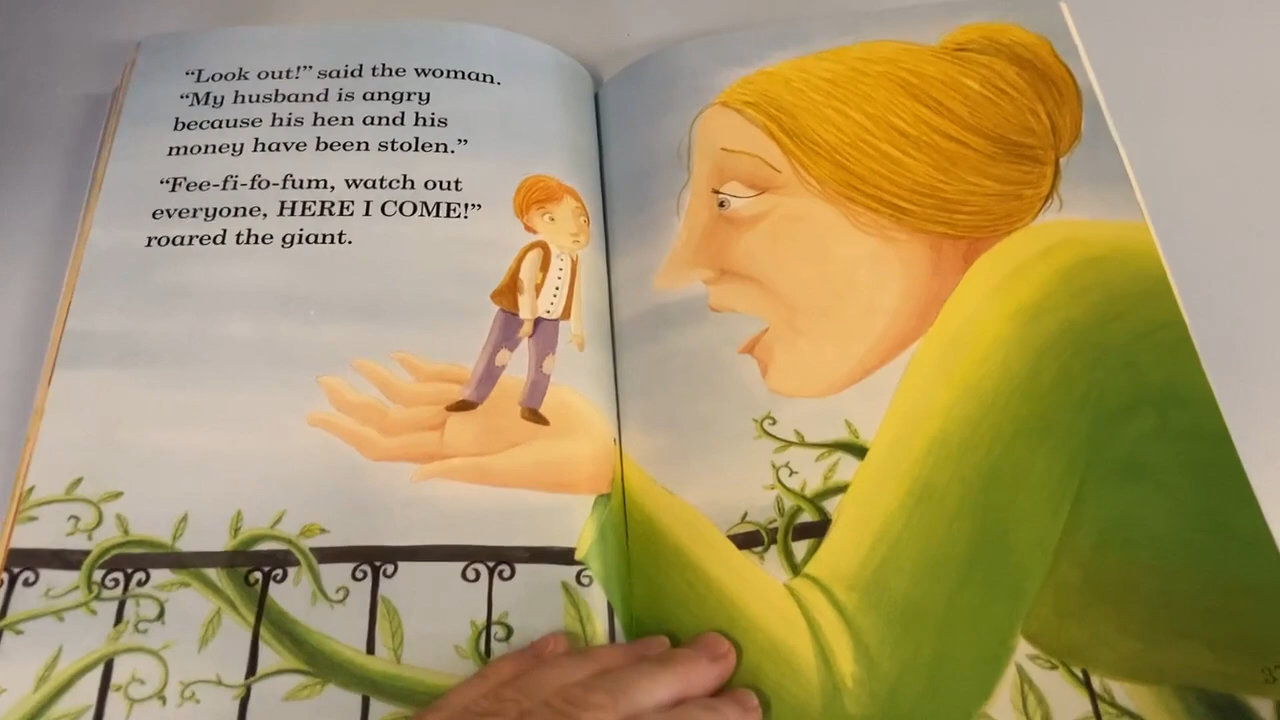 “Look out!” said the woman.
“My husband is angry
because his hen and his
money have been stolen.”
“Fee-fi-fo-fum, watch out
everyone, HERE I COME!”
roared the giant.